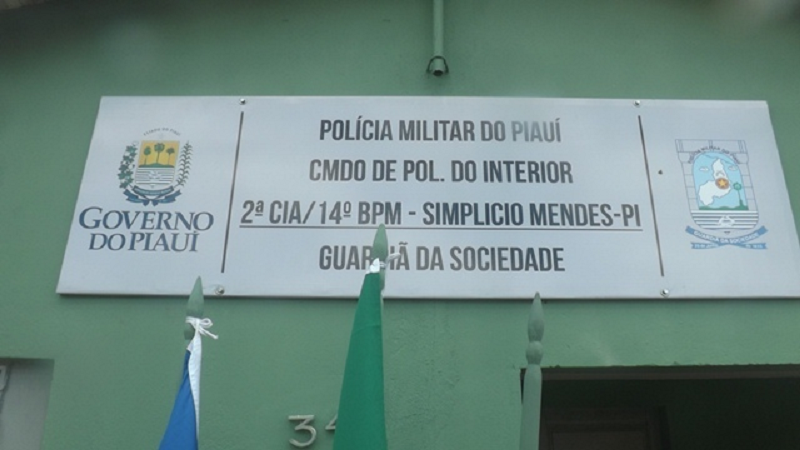 GOVERNO
DO PIAUÍ
POLÍCIA MILITAR DO PIAUÍ
CMDO DE POL. DO INTERIOR
2ª CIA/14º BPM - SIMPLICIO MENDES-PI
DA SOCIEDADE
3